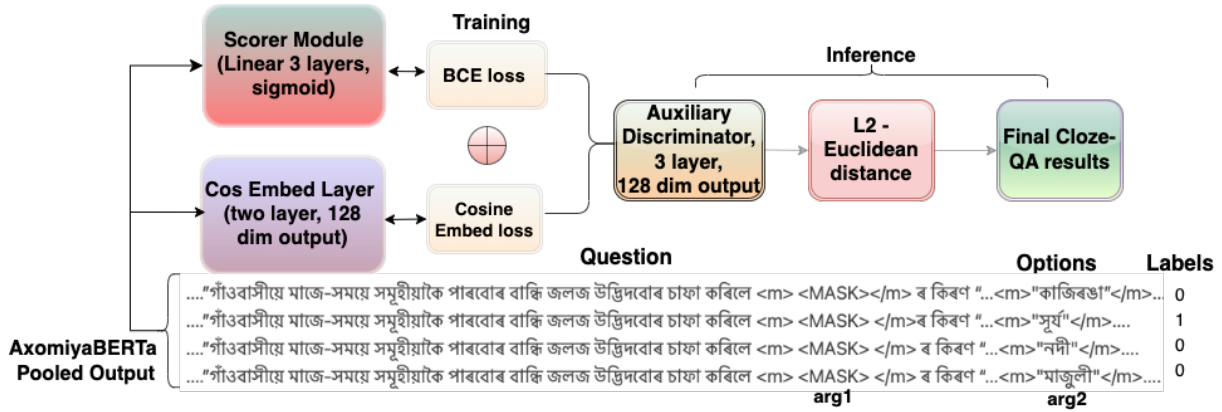 Training
Scorer Module
(Linear 3 layers,
sigmoid)
BCE loss
Inference
Auxiliary
Discriminator,
3 layer,
128 dim output
L2 -
Euclidean
distance
Final Cloze-
QA results
Cos Embed Layer
(two layer, 128
dim output)
Cosine
Embed loss
Question
Options
Labels
...."গাঁওবাসীয়ে মাজে-সময়ে সমূহীয়াকৈ পাৰবোৰ বান্ধি জলজ উদ্ভিদবোৰ চাফা কৰিলে <m> <MASK></m> ৰ কিৰণ "...<m>"কাজিৰঙা"</m>... 0
...."গাঁওবাসীয়ে মাজে-সময়ে সমূহীয়াকৈ পাৰবোৰ বান্ধি জলজ উদ্ভিদবোৰ চাফা কৰিলে <m> <MASK></m>ৰ কিৰণ "...<m>"সূৰ্য"</m>.... 1
...."গাঁওবাসীয়ে মাজে-সময়ে সমূহীয়াকৈ পাৰবোৰ বান্ধি জলজ উদ্ভিদবোৰ চাফা কৰিলে <m> <MASK></m> ৰ কিৰণ "...<m>"নদী"</m>.... 0
...."গাঁওবাসীয়ে মাজে-সময়ে সমূহীয়াকৈ পাৰবোৰ বান্ধি জলজ উদ্ভিদবোৰ চাফা কৰিলে <m> <MASK> </m> ৰ কিৰণ "...<m>"মাজুলী"</m>.... 0
AxomiyaBERTa
Pooled Output
arg1
arg2